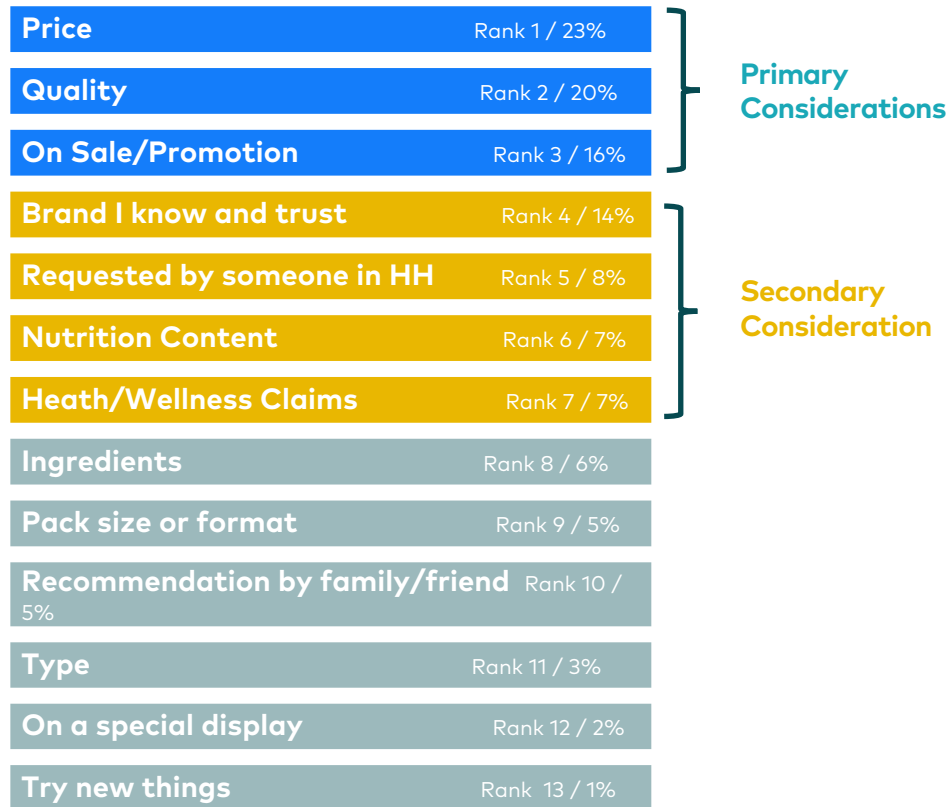 Price Rank 1 / 23%
Quality Rank 2 / 20%
On Sale/Promotion Rank 3 / 16%
Primary
Considerations
Brand I know and trust Rank 4 / 14%
Requested by someone in HH Rank 5 / 8%
Nutrition Content Rank 6 / 7%
Heath/Wellness Claims Rank 7 / 7%
Secondary
Consideration
Ingredients Rank 8 / 6%
Pack size or format Rank 9 / 5%
Recommendation by family/friend Rank 10 /
5%
Type Rank 11 / 3%
On a special display Rank 12 / 2%
Try new things Rank 13 / 1%